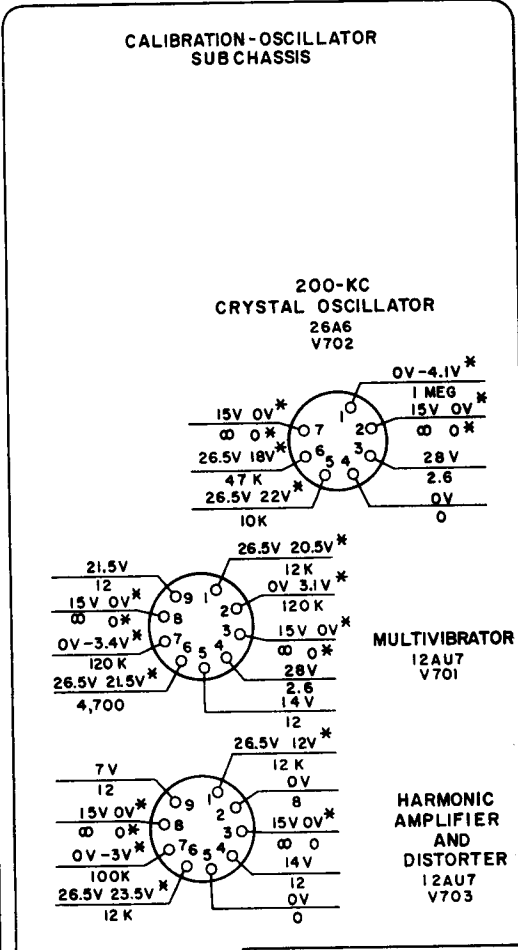 CALIBRATION-OSCILLATOR
SUBCHASSIS
200-KC
CRYSTAL OSCILLATOR
26A6
V702
0V -4.1V*
1 MEG
15V 0V*
∞ 0*
1
2
3
4
5
6
7
15V 0V*
∞ 0*
26.5V 18V*
47 K
26.5V 22V*
10K
28V
2.6
0V
0
26.5V 20.5V*
12K
0V 3.1V*
120K
15V 0V*
∞ 0*
28V
2.6
14V
12
1
2
3
4
5
6
7
8
9
21.5V
12
15V 0V*
∞ 0*
0V -3.4V*
120 K
26.5V 21.5V*
4,700
MULTIVIBRATOR
12AU7
V701
26.5V 12V*
12 K
0V
8
15V 0V*
∞ 0
14V
12
0V
0
1
2
3
4
5
6
7
8
9
7V
12
15V 0V*
∞ 0*
0V -3V*
100K
26.5V 23.5V*
12 K
HARMONIC
AMPLIFIER
AND
DISTORTER
12AU7
V703